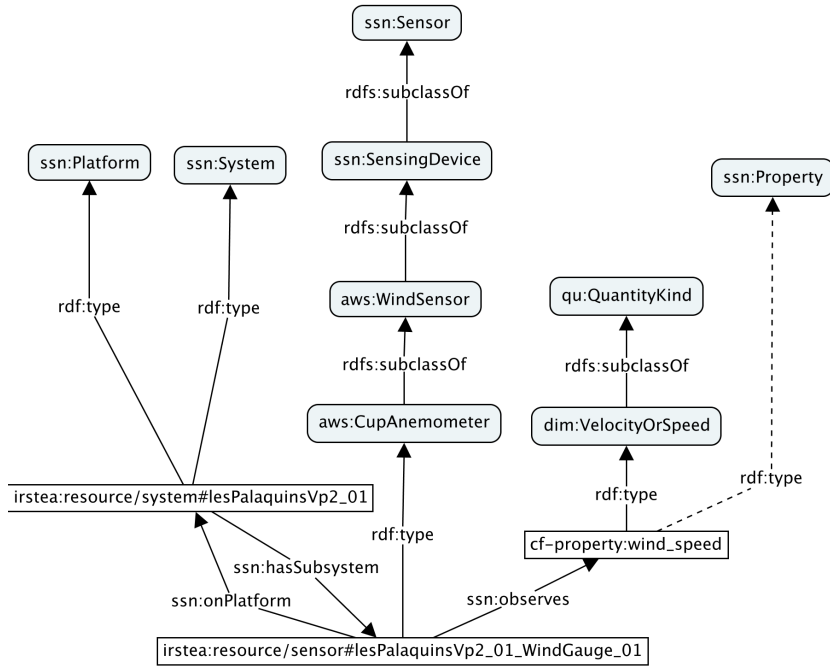 ssn:Sensor
rdfs:subclassOf
ssn:Platform
ssn:System
ssn:SensingDevice
ssn:Property
rdfs:subclassOf
rdf:type
rdf:type
aws:WindSensor
qu:QuantityKind
rdfs:subclassOf
rdfs:subclassOf
aws:CupAnemometer
dim:VelocityOrSpeed
irstea:resource/system#lesPalaquinsVp2_01
rdf:type
rdf:type
rdf:type
cf-property:wind_speed
ssn:hasSubsystem
ssn:onPlatform
ssn:observes
irstea:resource/sensor#lesPalaquinsVp2_01_WindGauge_01